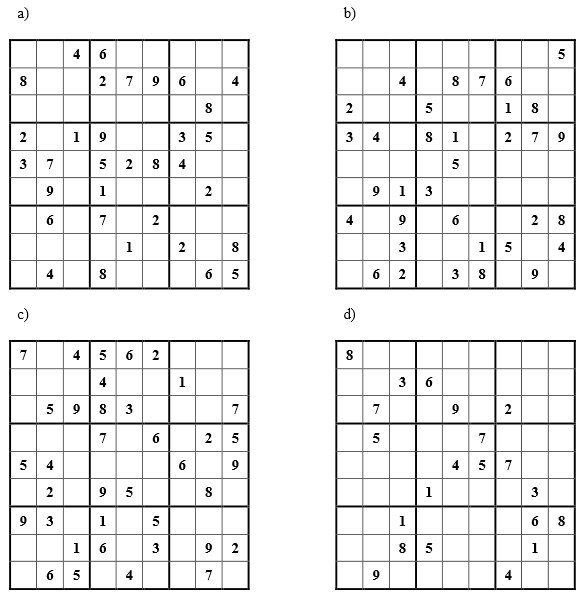 a) b)
4 6 5
8 2 7 9 6 4 4 8 7 6
8 2 5 1 8
2 1 9 3 5 3 4 8 1 2 7 9
3 7 5 2 8 4 5
9 1 2 9 1 3
6 7 2 4 9 6 2 8
1 2 8 3 1 5 4
4 8 6 5 6 2 3 8 9
c) d)
7 4 5 6 2 8
4 1 3 6
5 9 8 3 7 7 9 2
7 6 2 5 5 7
5 4 6 9 4 5 7
2 9 5 8 1 3
9 3 1 5 1 6 8
1 6 3 9 2 8 5 1
6 5 4 7 9 4